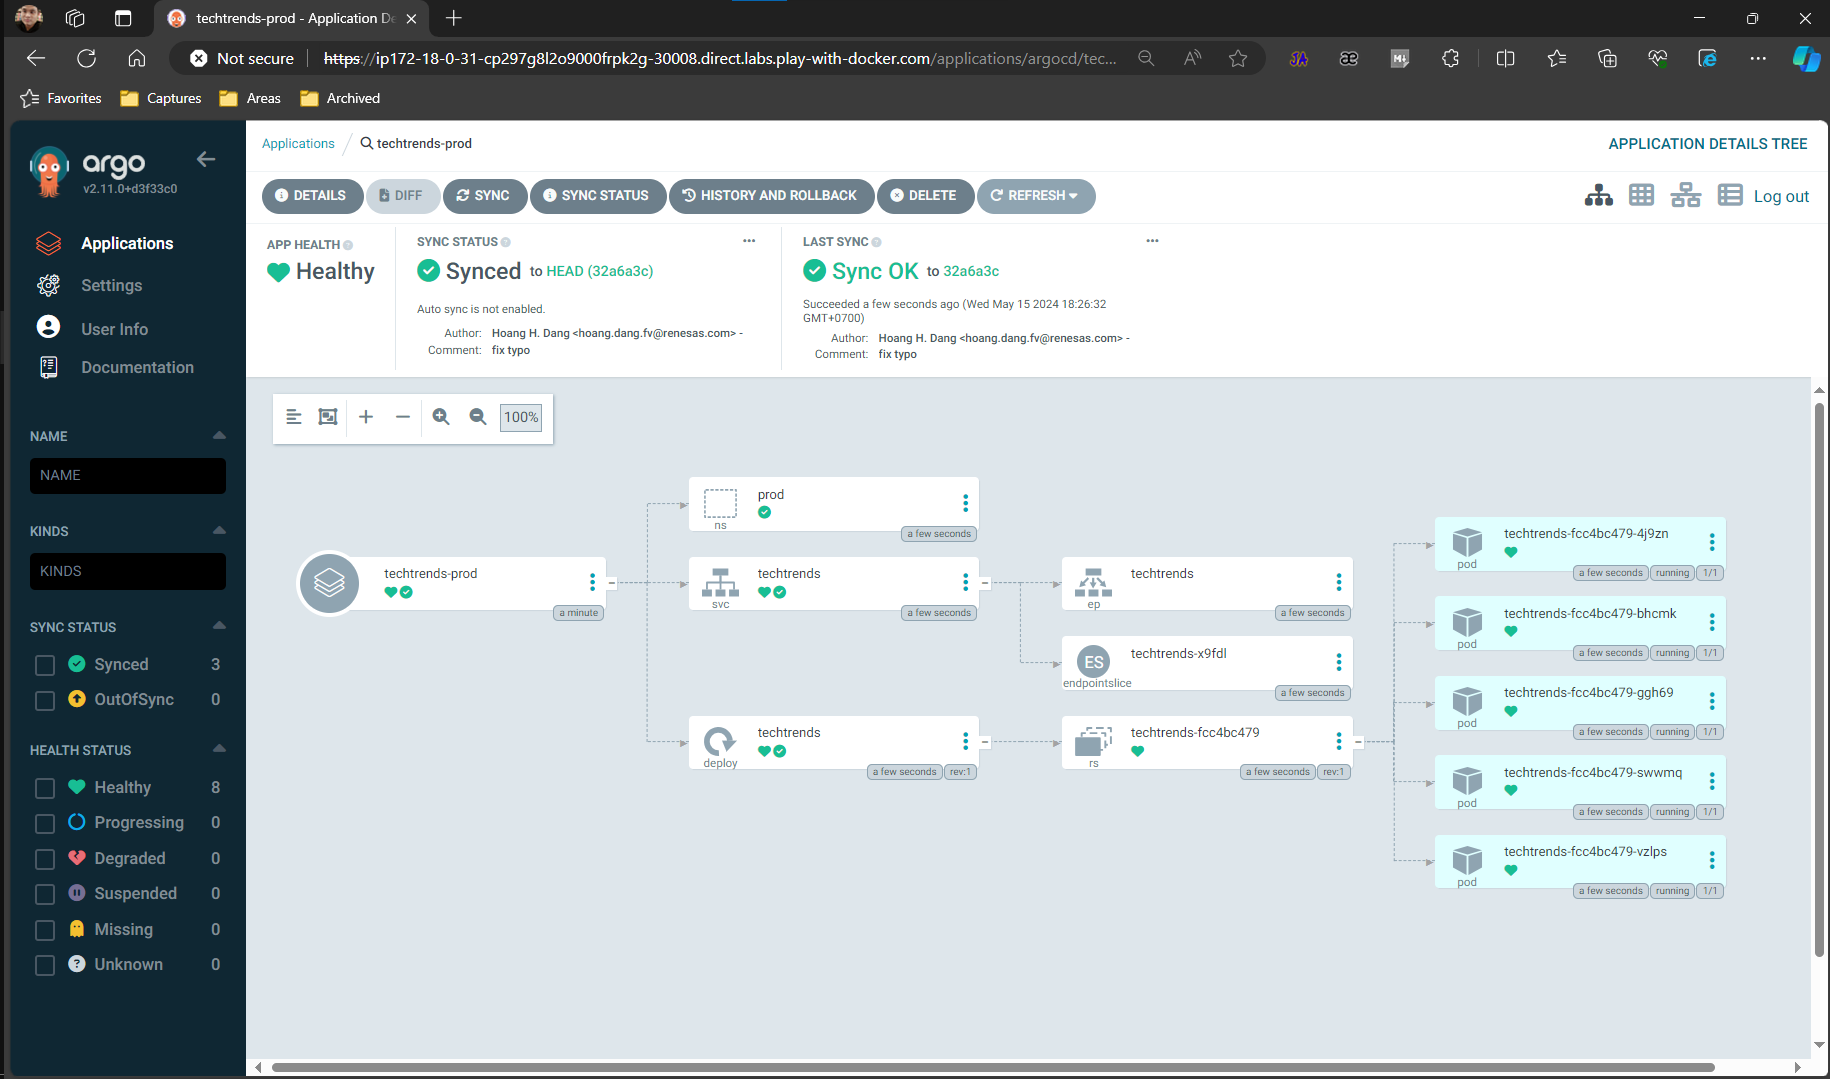 techtrends-prod - Application De
Not secure
https://ip172-18-0-31-cp297g8l2o9000frpk2g-30008.direct.labs.play-with-docker.com/applications/argocd/tec...
Favorites
Captures
Areas
Archived
argo
v2.11.0+d3f33c0
Applications
Settings
User Info
Documentation
NAME
NAME
KINDS
KINDS
SYNC STATUS
Synced 3
OutOfSync 0
HEALTH STATUS
Healthy 8
Progressing 0
Degraded 0
Suspended 0
Missing 0
Unknown 0
Applications / techtrends-prod
APPLICATION DETAILS TREE
DETAILS
DIFF
SYNC
SYNC STATUS
HISTORY AND ROLLBACK
DELETE
REFRESH
Log out
APP HEALTH
Healthy
SYNC STATUS
Synced to HEAD (32a6a3c)
Auto sync is not enabled.
Author: Hoang H. Dang <hoang.dang.fv@renesas.com> -
Comment: fix typo
LAST SYNC
Sync OK to 32a6a3c
Succeeded a few seconds ago (Wed May 15 2024 18:26:32
GMT+0700)
Author: Hoang H. Dang <hoang.dang.fv@renesas.com> -
Comment: fix typo
100%
techtrends-prod
a minute
prod
ns
a few seconds
techtrends
svc
a few seconds
techtrends
deploy
a few seconds rev:1
techtrends
ep
a few seconds
ES
techtrends-x9fdl
endpointslice
a few seconds
techtrends-fcc4bc479
rs
a few seconds rev:1
techtrends-fcc4bc479-4j9zn
pod
a few seconds running 1/1
techtrends-fcc4bc479-bhcmk
pod
a few seconds running 1/1
techtrends-fcc4bc479-ggh69
pod
a few seconds running 1/1
techtrends-fcc4bc479-swwmq
pod
a few seconds running 1/1
techtrends-fcc4bc479-vzlps
pod
a few seconds running 1/1